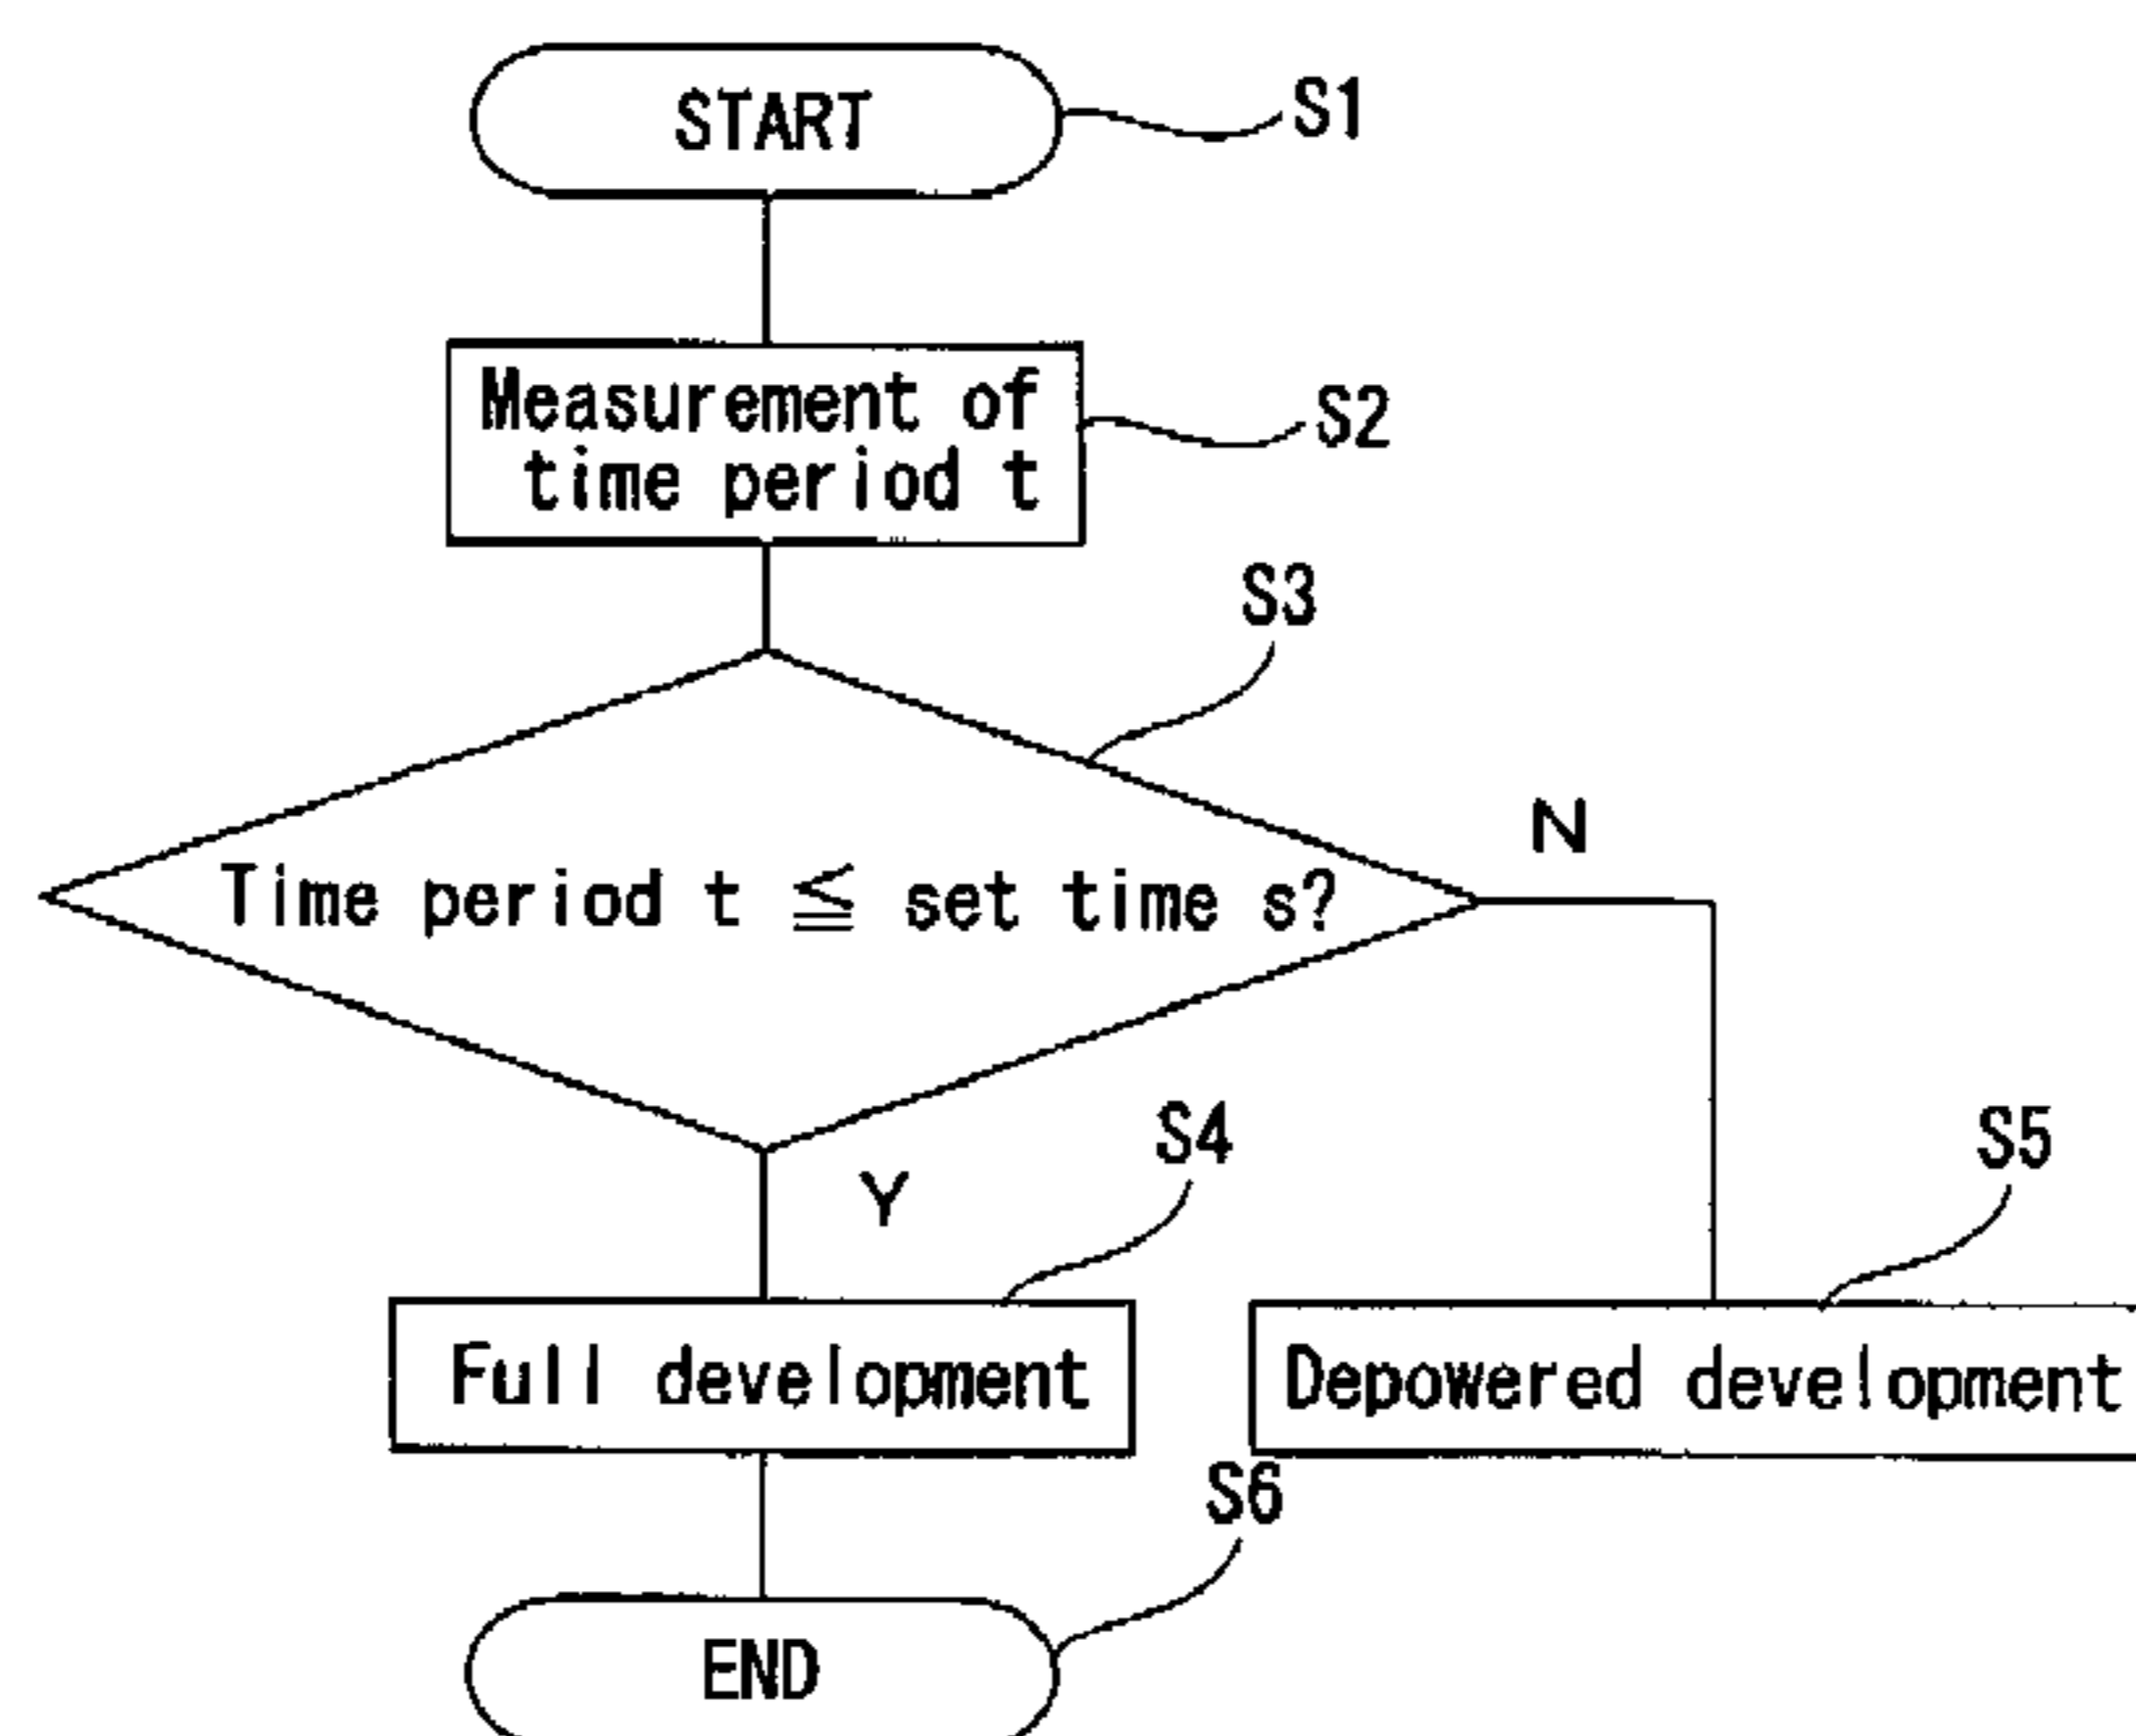 START
S1
Measurement of
time period t
S2
S3
Time period t ≦ set time s?
N
Y
S4
S5
Full development
Depowered development
S6
END